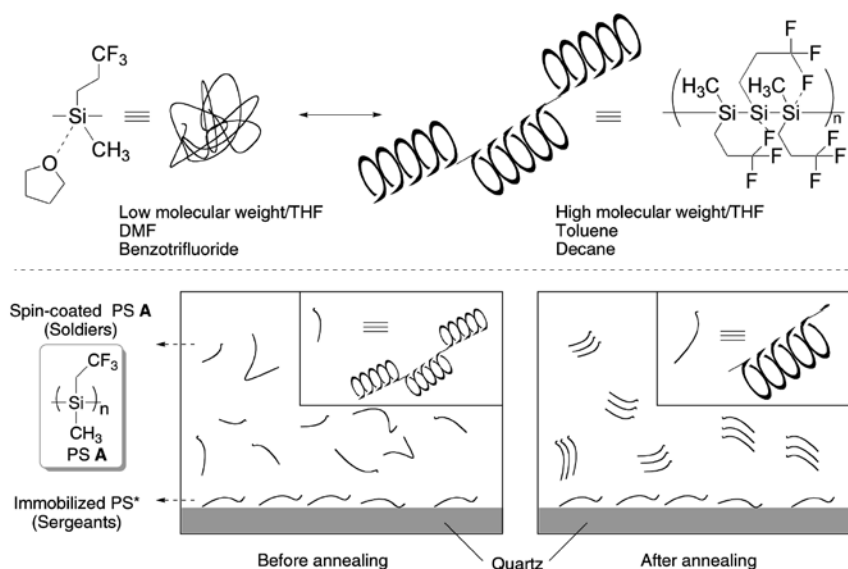 CF3
Si
CH3
O
Low molecular weight/THF
DMF
Benzotrifluoride
F
F
F
H3C
H3C
Si
Si
Si
n
F
F
F
F
F
F
High molecular weight/THF
Toluene
Decane
Spin-coated PS A
(Soldiers)
CF3
Si
n
CH3
PS A
Immobilized PS*
(Sergeants)
Before annealing
Quartz
After annealing